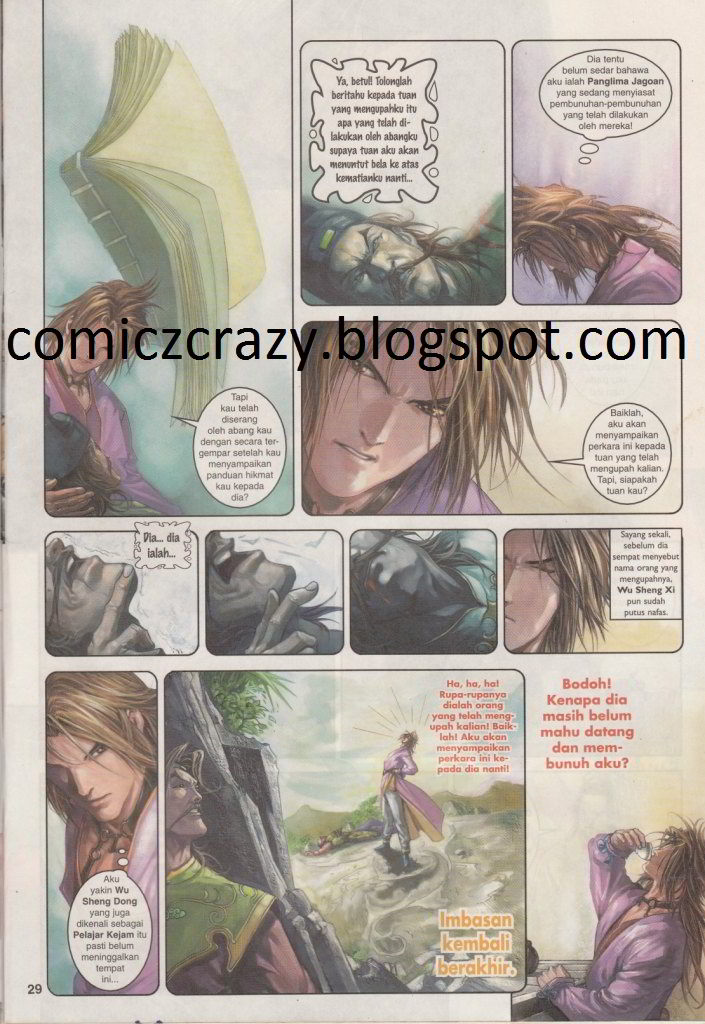 Ya, betul! Tolonglah
beritahu kepada tuan
yang mengupahku itu
apa yang telah di-
lakukan oleh abangku
supaya tuan aku akan
menuntut bela ke atas
kematianku nanti...
Dia tentu
belum sedar bahawa
aku ialah Panglima Jagoan
yang sedang menyiasat
pembunuhan-pembunuhan
yang telah dilakukan
oleh mereka!
comiczcrazy.blogspot.com
Tapi
kau telah
diserang
oleh abang kau
dengan secara ter-
gempar setelah kau
menyampaikan
panduan hikmat
kau kepada
dia?
Baiklah,
aku akan
menyampaikan
perkara ini kepada
tuan yang telah
mengupah kalian.
Tapi, siapakah
tuan kau?
Dia... dia
ialah...
Sayang sekali,
sebelum dia
sempat menyebut
nama orang yang
mengupahnya,
Wu Sheng Xi
pun sudah
putus nafas.
Aku
yakin Wu
Sheng Dong
yang juga
dikenali sebagai
Pelajar Kejam itu
pasti belum
meninggalkan
tempat
ini...
Ha, ha, ha!
Rupa-rupanya
dialah orang
yang telah meng-
upah kalian! Baik-
lah! Aku akan
menyampaikan
perkara ini ke-
pada dia nanti!
Imbasan
kembali
berakhir.
Bodoh!
Kenapa dia
masih belum
mahu datang
dan mem-
bunuh aku?
29